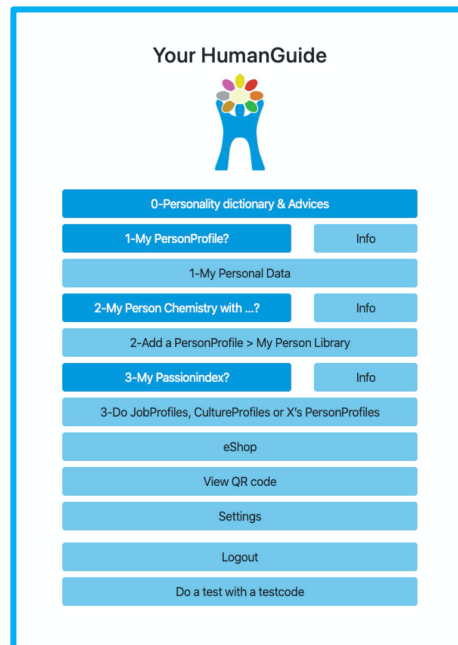 Your HumanGuide
0-Personality dictionary & Advices
1-My PersonProfile?
Info
1-My Personal Data
2-My Person Chemistry with ...?
Info
2-Add a PersonProfile > My Person Library
3-My Passionindex?
Info
3-Do JobProfiles, CultureProfiles or X's PersonProfiles
eShop
View QR code
Settings
Logout
Do a test with a testcode